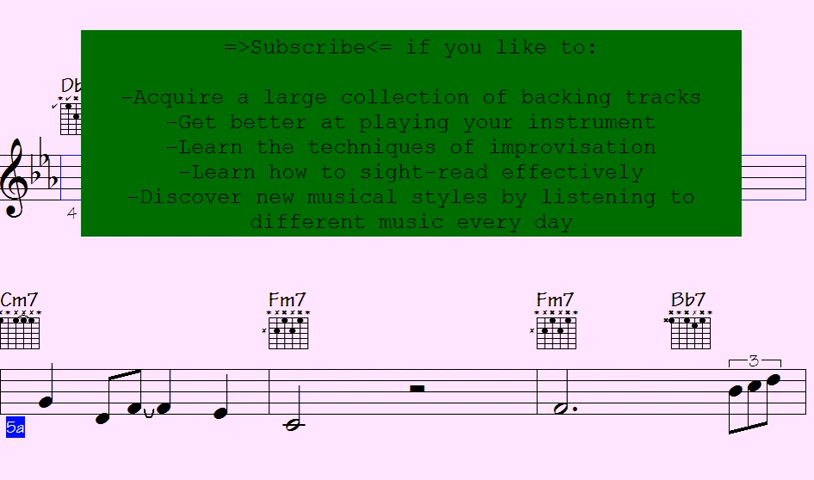 =>Subscribe<= if you like to:
-Acquire a large collection of backing tracks
-Get better at playing your instrument
-Learn the techniques of improvisation
-Learn how to sight-read effectively
-Discover new musical styles by listening to
different music every day
Db
4
Cm7 Fm7 Fm7 Bb7
3
5a